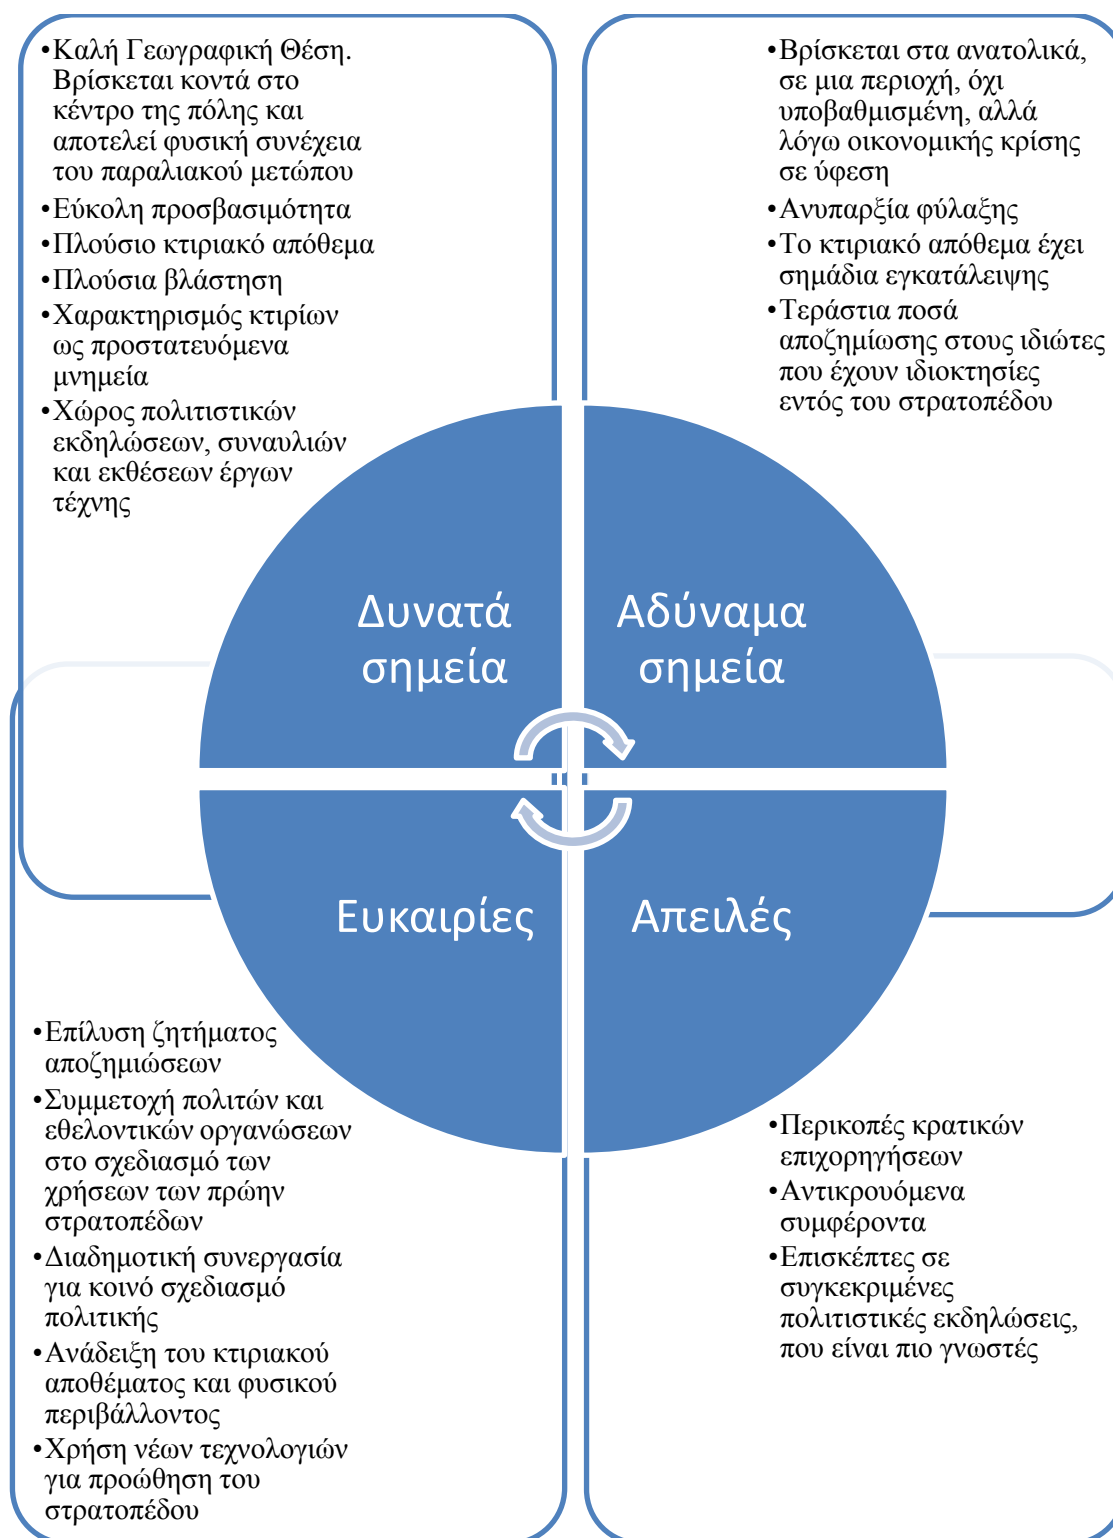 •Καλή Γεωγραφική Θέση.
Βρίσκεται κοντά στο
κέντρο της πόλης και
αποτελεί φυσική συνέχεια
του παραλιακού μετώπου
•Εύκολη προσβασιμότητα
•Πλούσιο κτιριακό απόθεμα
•Πλούσια βλάστηση
•Χαρακτηρισμός κτιρίων
ως προστατευόμενα
μνημεία
•Χώρος πολιτιστικών
εκδηλώσεων, συναυλιών
και εκθέσεων έργων
τέχνης
•Βρίσκεται στα ανατολικά,
σε μια περιοχή, όχι
υποβαθμισμένη, αλλά
λόγω οικονομικής κρίσης
σε ύφεση
•Ανυπαρξία φύλαξης
•Το κτιριακό απόθεμα έχει
σημάδια εγκατάλειψης
•Τεράστια ποσά
αποζημίωσης στους ιδιώτες
που έχουν ιδιοκτησίες
εντός του στρατοπέδου
Δυνατά
σημεία
Αδύναμα
σημεία
Ευκαιρίες
Απειλές
•Επίλυση ζητήματος
αποζημιώσεων
•Συμμετοχή πολιτών και
εθελοντικών οργανώσεων
στο σχεδιασμό των
χρήσεων των πρώην
στρατοπέδων
•Διαδημοτική συνεργασία
για κοινό σχεδιασμό
πολιτικής
•Ανάδειξη του κτιριακού
αποθέματος και φυσικού
περιβάλλοντος
•Χρήση νέων τεχνολογιών
για προώθηση του
στρατοπέδου
•Περικοπές κρατικών
επιχορηγήσεων
•Αντικρουόμενα
συμφέροντα
•Επισκέπτες σε
συγκεκριμένες
πολιτιστικές εκδηλώσεις,
που είναι πιο γνωστές